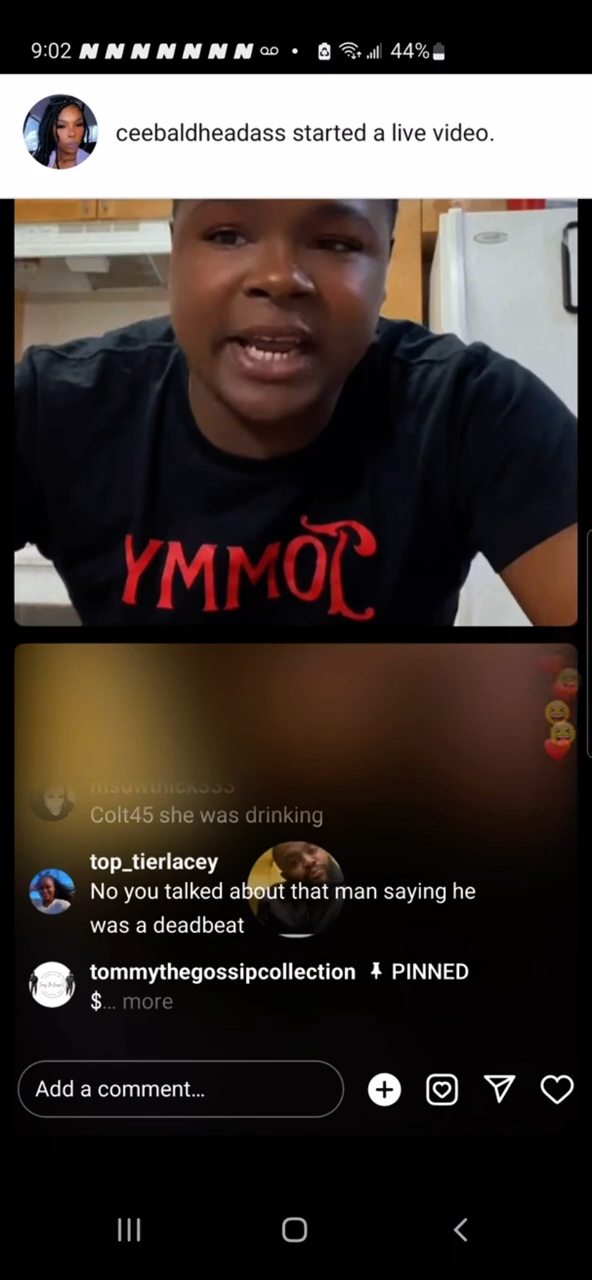 9:02 N N N N N N N 44%
ceebaldheadass started a live video.
YMMOT
msuwthick333
Colt45 she was drinking
top_tierlacey
No you talked about that man saying he
was a deadbeat
tommythegossipcollection PINNED
$... more
Add a comment...